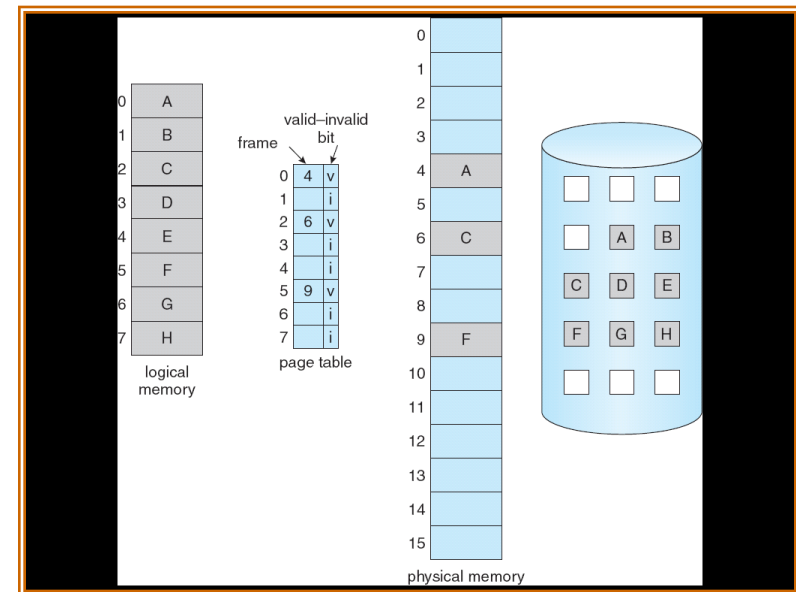 0 A
1 B
2 C
3 D
4 E
5 F
6 G
7 H
logical
memory
valid–invalid
bit
frame
0 4 v
1 i
2 6 v
3 i
4 i
5 9 v
6 i
7 i
page table
0
1
2
3
4 A
5
6 C
7
8
9 F
10
11
12
13
14
15
physical memory
A B
C D E
F G H